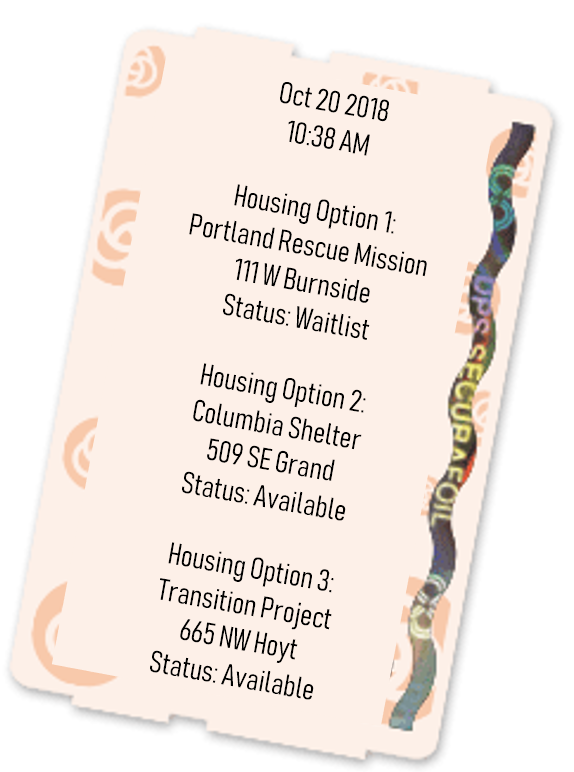 Oct 20 2018
10:38 AM
Housing Option 1:
Portland Rescue Mission
111 W Burnside
Status: Waitlist
Housing Option 2:
Columbia Shelter
509 SE Grand
Status: Available
Housing Option 3:
Transition Project
665 NW Hoyt
Status: Available
UPS SECURAFOIL